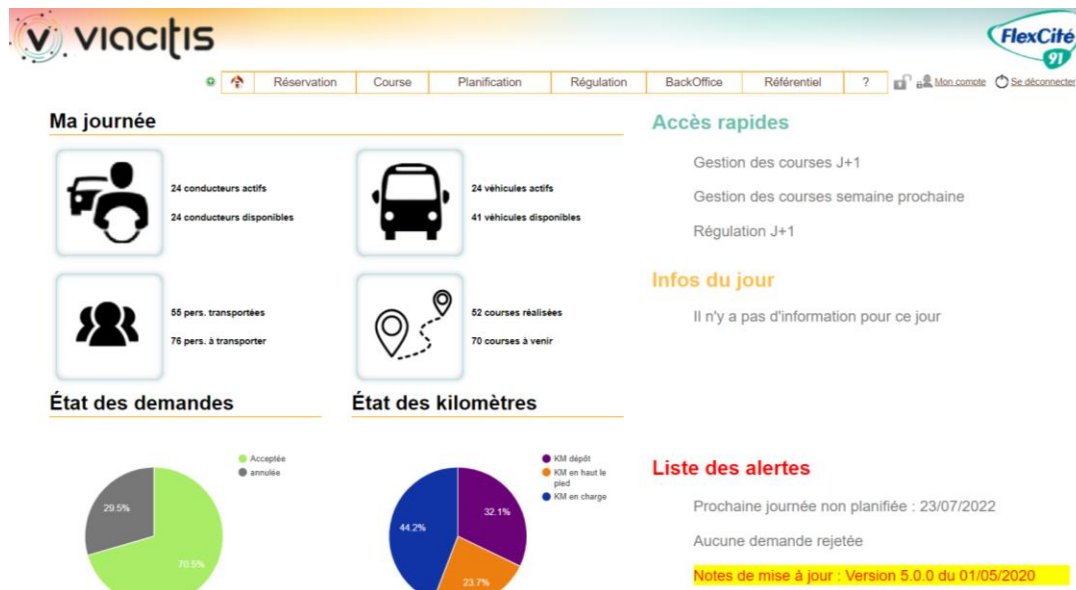 viacitis
FlexCité
91
Réservation Course Planification Régulation BackOffice Référentiel ? Mon compte Se déconnecter
Ma journée
24 conducteurs actifs
24 conducteurs disponibles
24 véhicules actifs
41 véhicules disponibles
55 pers. transportées
76 pers. à transporter
52 courses réalisées
70 courses à venir
État des demandes
Acceptée
annulée
29.5%
70.5%
État des kilomètres
KM dépôt
KM en haut le
pied
KM en charge
44.2%
32.1%
23.7%
Accès rapides
Gestion des courses J+1
Gestion des courses semaine prochaine
Régulation J+1
Infos du jour
Il n'y a pas d'information pour ce jour
Liste des alertes
Prochaine journée non planifiée : 23/07/2022
Aucune demande rejetée
Notes de mise à jour : Version 5.0.0 du 01/05/2020